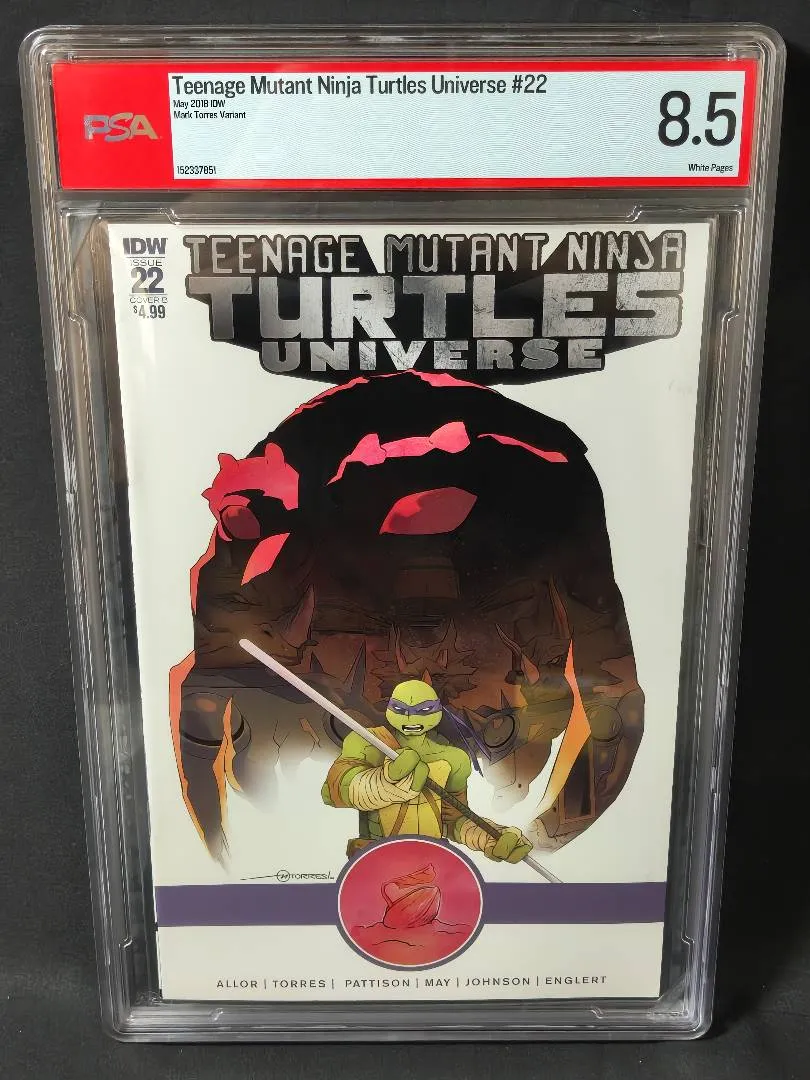 PSA
Teenage Mutant Ninja Turtles Universe #22
May 2018 IDW
Mark Torres Variant
152337851
8.5
White Pages
IDW
ISSUE
22
COVER B
$4.99
TEENAGE MUTANT NINJA
TURTLES
UNIVERSE
MTORRES
ALLOR | TORRES | PATTISON | MAY | JOHNSON | ENGLERT